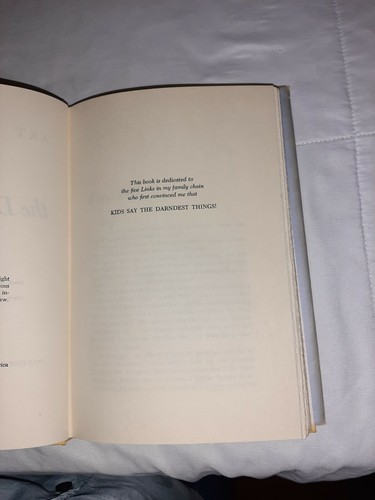 This book is dedicated to
the five Links in my family chain
who first convinced me that
KIDS SAY THE DARNDEST THINGS!